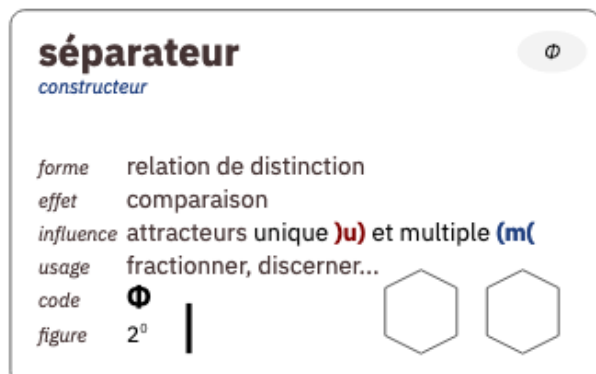 séparateur
Φ
constructeur
forme relation de distinction
effet comparaison
influence attracteurs unique )u) et multiple (m(
usage fractionner, discerner...
code Φ
figure 2⁰